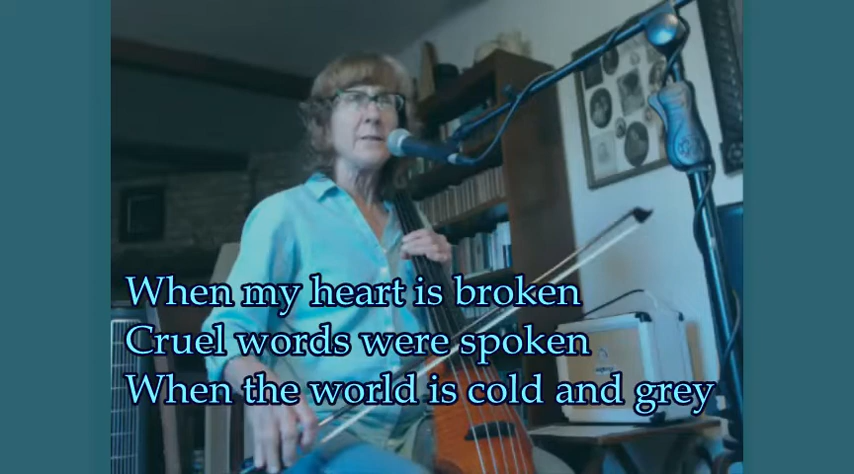 When my heart is broken
Cruel words were spoken
When the world is cold and grey